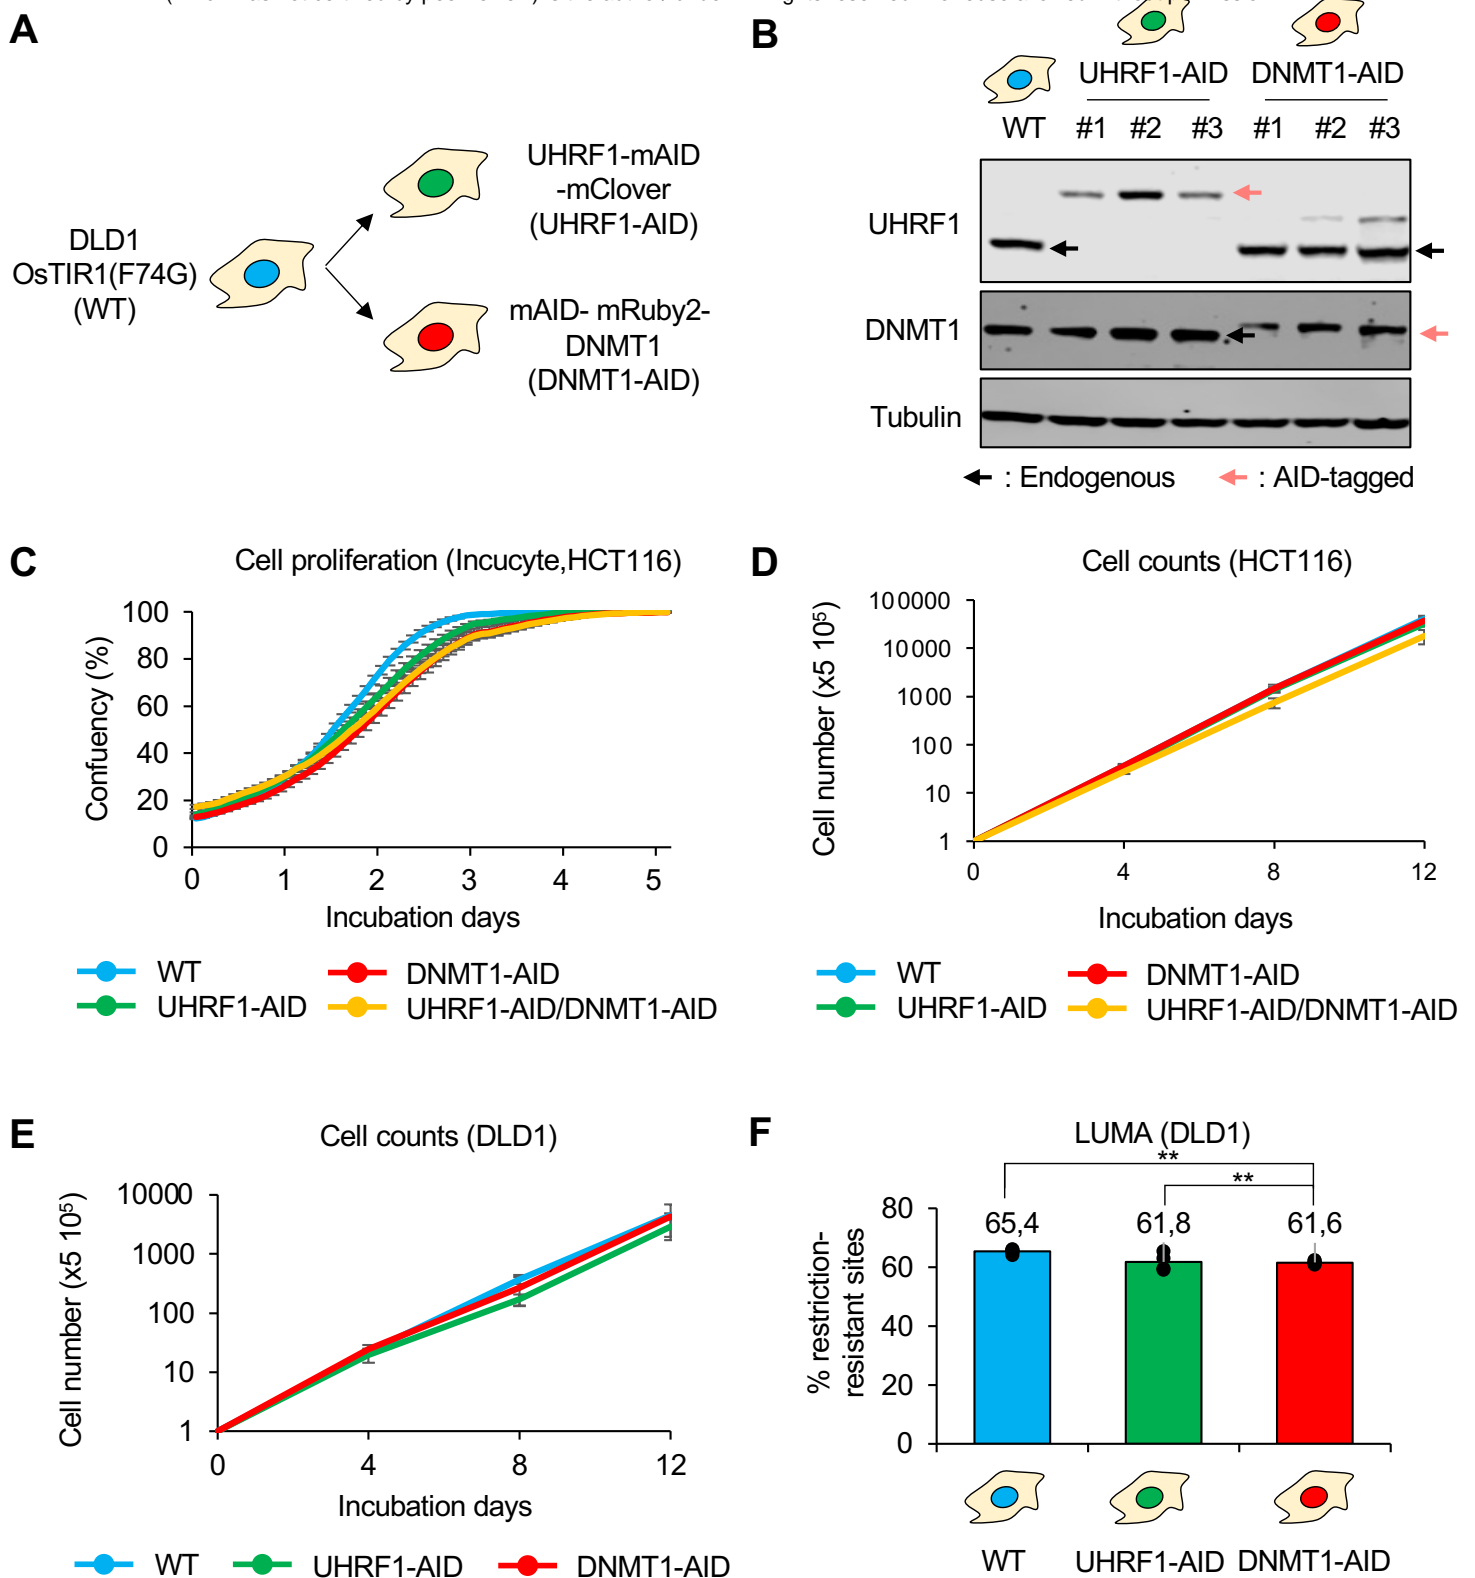 A
DLD1
OsTIR1(F74G)
(WT)
UHRF1-mAID
-mClover
(UHRF1-AID)
mAID- mRuby2-
DNMT1
(DNMT1-AID)
B
UHRF1-AID DNMT1-AID
WT #1 #2 #3 #1 #2 #3
UHRF1
DNMT1
Tubulin
: Endogenous : AID-tagged
C
Cell proliferation (Incucyte,HCT116)
Confuency (%)
100
80
60
40
20
0
0 1 2 3 4 5
Incubation days
WT DNMT1-AID
UHRF1-AID UHRF1-AID/DNMT1-AID
D
Cell counts (HCT116)
Cell number (x5 10⁵)
100000
10000
1000
100
10
1
0 4 8 12
Incubation days
WT DNMT1-AID
UHRF1-AID UHRF1-AID/DNMT1-AID
E
Cell counts (DLD1)
Cell number (x5 10⁵)
10000
1000
100
10
1
0 4 8 12
Incubation days
WT UHRF1-AID DNMT1-AID
F
LUMA (DLD1)
**
**
% restriction-
resistant sites
80
60
40
20
0
65,4 61,8 61,6
WT UHRF1-AID DNMT1-AID